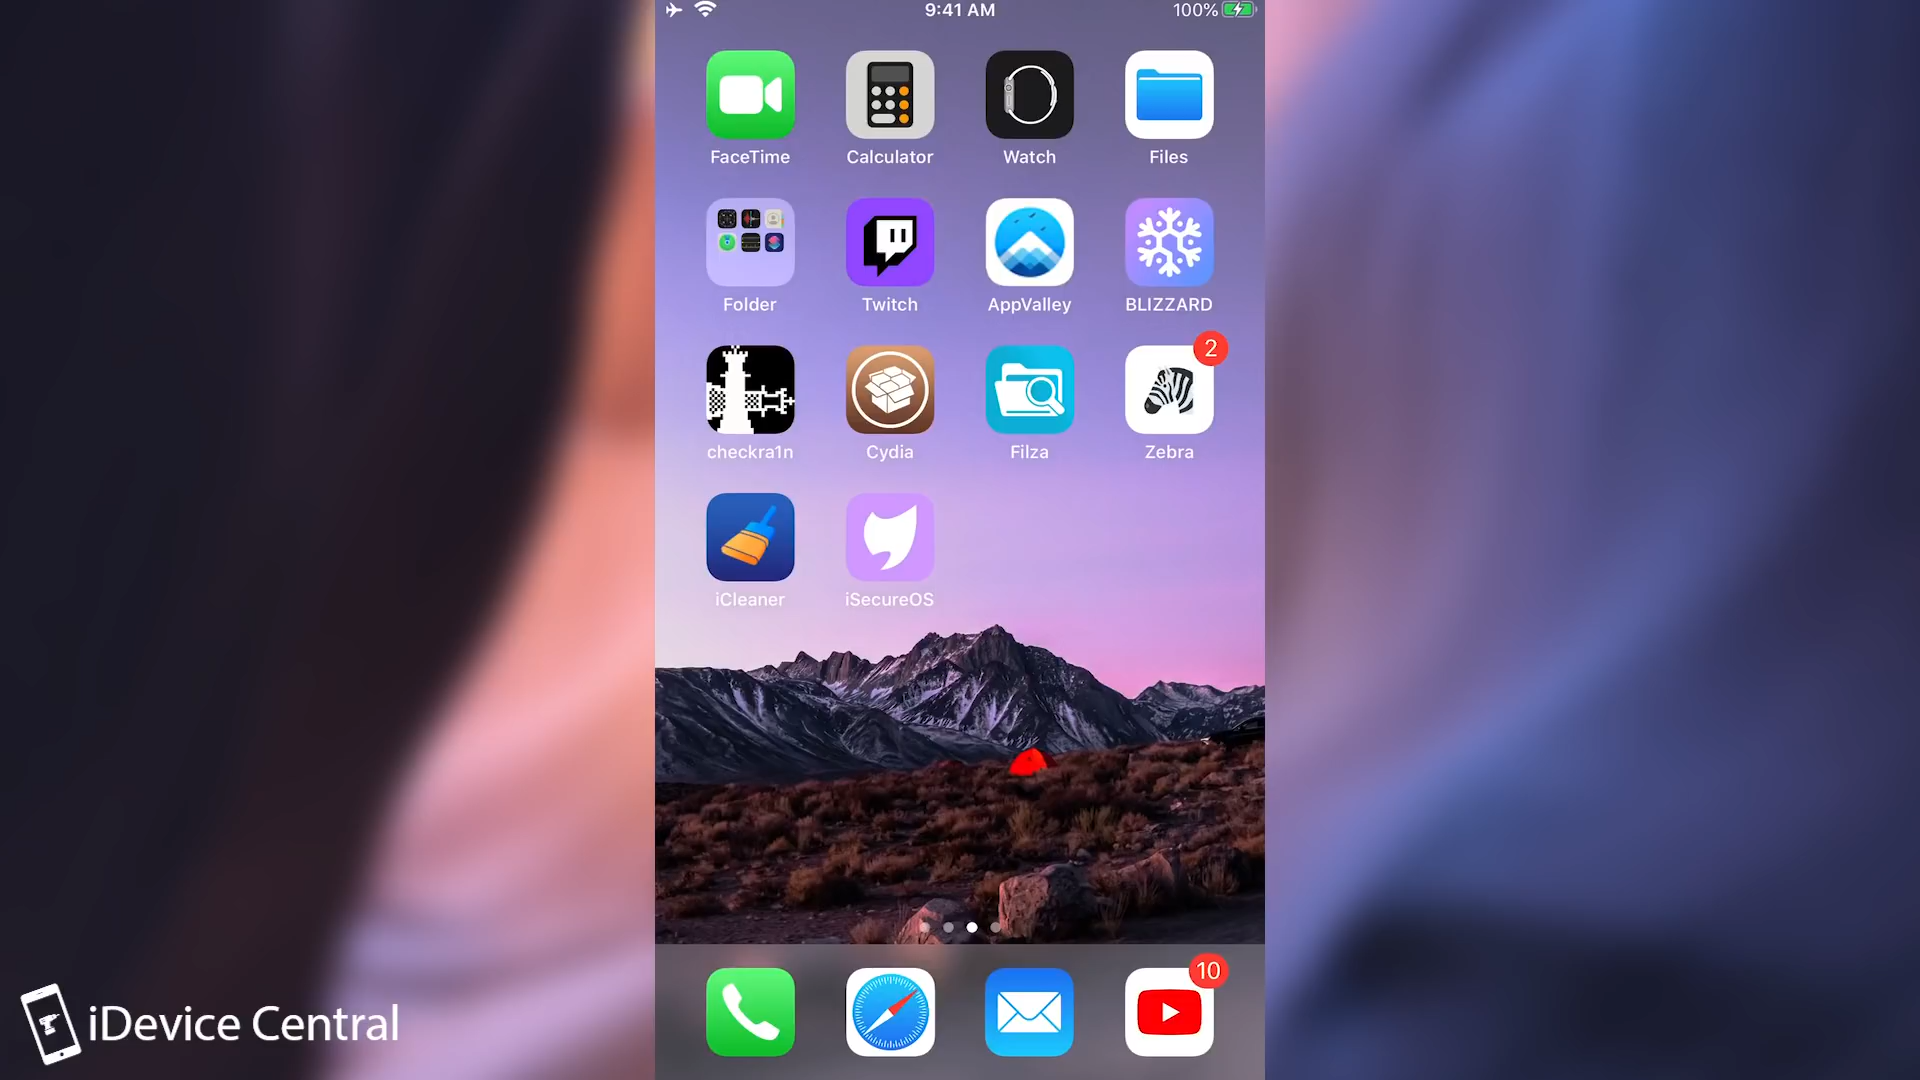 9:41 AM
100%
FaceTime
Calculator
Watch
Files
Folder
Twitch
AppValley
BLIZZARD
2
checkra1n
Cydia
Filza
Zebra
iCleaner
iSecureOS
10
iDevice Central